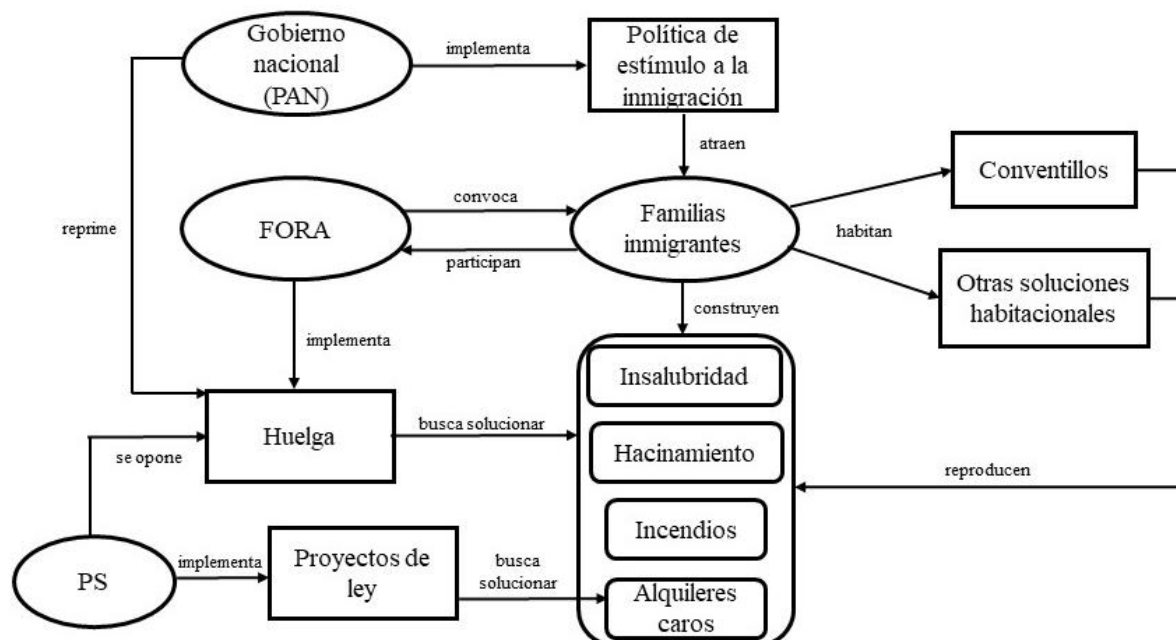 Gobierno
nacional
(PAN)
implementa
Política de
estímulo a la
inmigración
atraen
Conventillos
convoca
Familias
inmigrantes
FORA
reprime
habitan
participan
Otras soluciones
habitacionales
construyen
implementa
Insalubridad
busca solucionar
Huelga
Hacinamiento
se opone
reproducen
Incendios
implementa
Proyectos de
ley
busca
solucionar
PS
Alquileres
caros